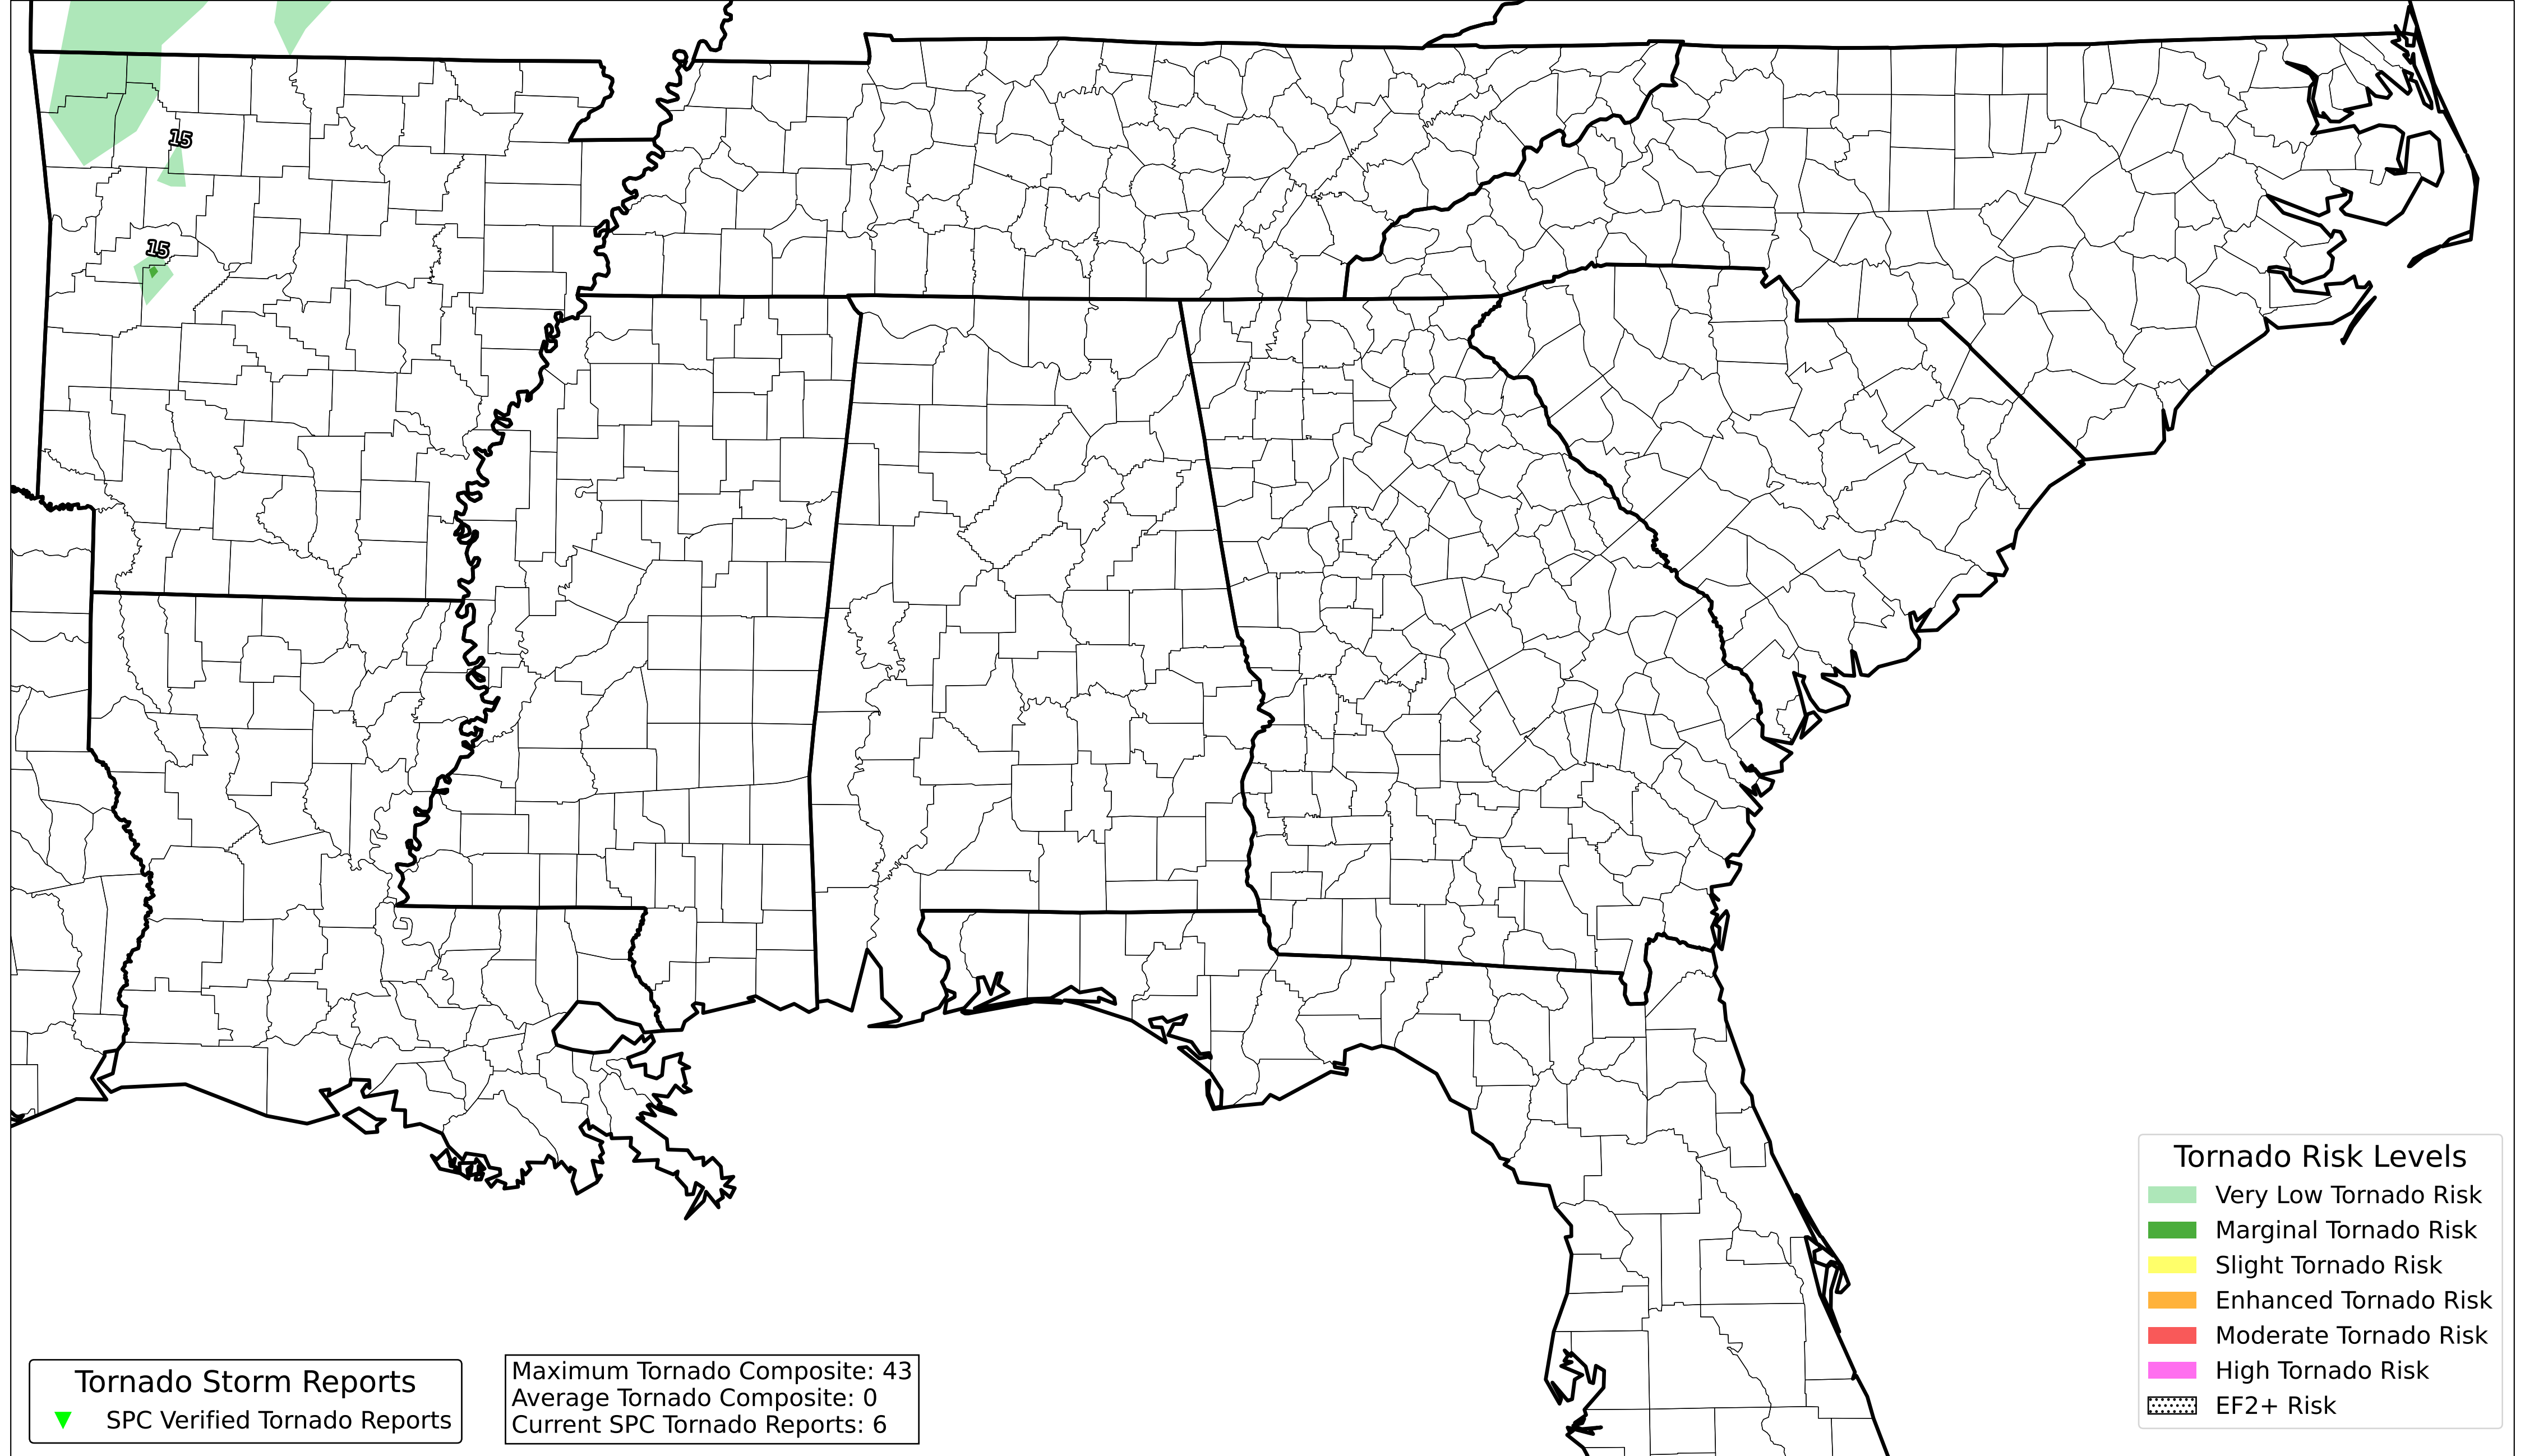 15
15
Tornado Risk Levels
Very Low Tornado Risk
Marginal Tornado Risk
Slight Tornado Risk
Enhanced Tornado Risk
Moderate Tornado Risk
High Tornado Risk
EF2+ Risk
Tornado Storm Reports
SPC Verified Tornado Reports
Maximum Tornado Composite: 43
Average Tornado Composite: 0
Current SPC Tornado Reports: 6